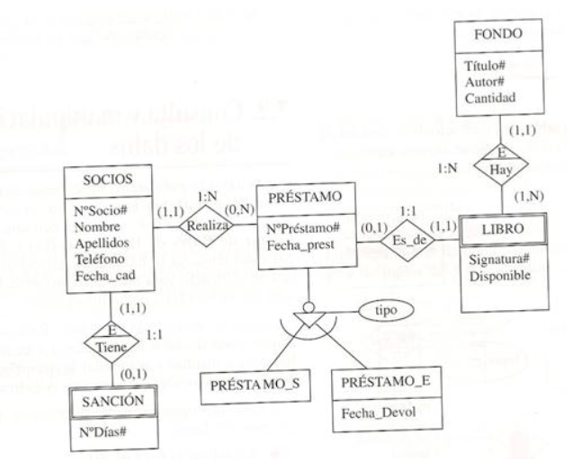 FONDO
Título#
Autor#
Cantidad
(1,1)
E
Hay
1:N
(1,N)
SOCIOS
NºSocio#
Nombre
Apellidos
Teléfono
Fecha_cad
(1,1)
1:N
Realiza
(0,N)
PRÉSTAMO
NºPréstamo#
Fecha_prest
(0,1)
1:1
Es_de
(1,1)
LIBRO
Signatura#
Disponible
(1,1)
E
Tiene
1:1
(0,1)
tipo
SANCIÓN
NºDías#
PRÉSTAMO_S
PRÉSTAMO_E
Fecha_Devol